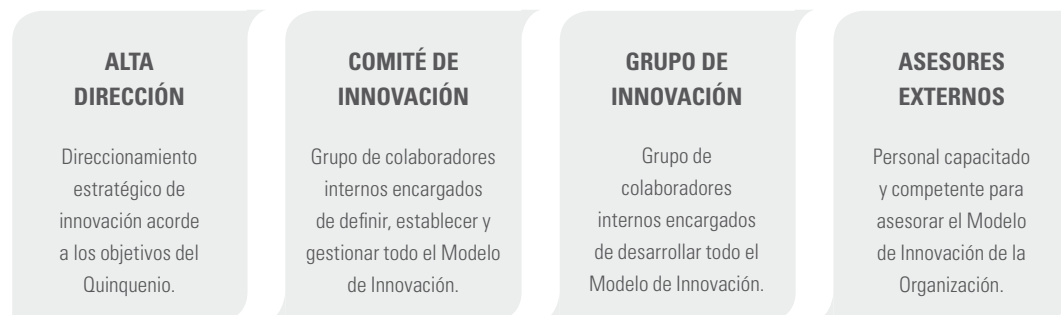 ALTA
DIRECCIÓN
Direccionamiento
estratégico de
innovación acorde
a los objetivos del
Quinquenio.
COMITÉ DE
INNOVACIÓN
Grupo de colaboradores
internos encargados
de definir, establecer y
gestionar todo el Modelo
de Innovación.
GRUPO DE
INNOVACIÓN
Grupo de
colaboradores
internos encargados
de desarrollar todo el
Modelo de Innovación.
ASESORES
EXTERNOS
Personal capacitado
y competente para
asesorar el Modelo
de Innovación de la
Organización.